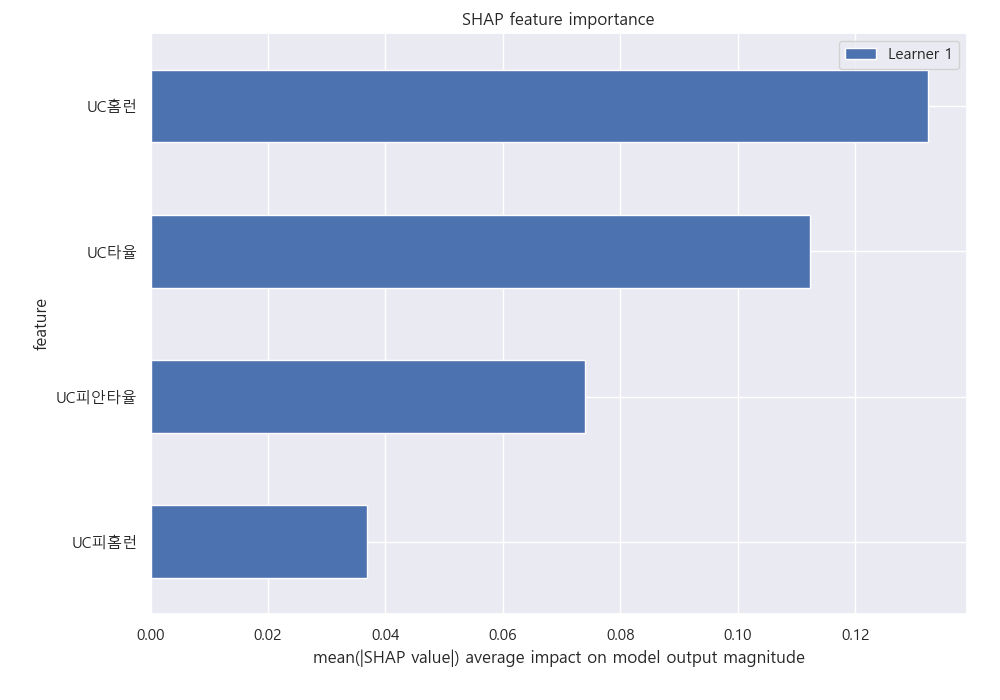 SHAP feature importance
Learner 1
UC홈런
UC타율
UC피안타율
UC피홈런
feature
0.00 0.02 0.04 0.06 0.08 0.10 0.12
mean(|SHAP value|) average impact on model output magnitude